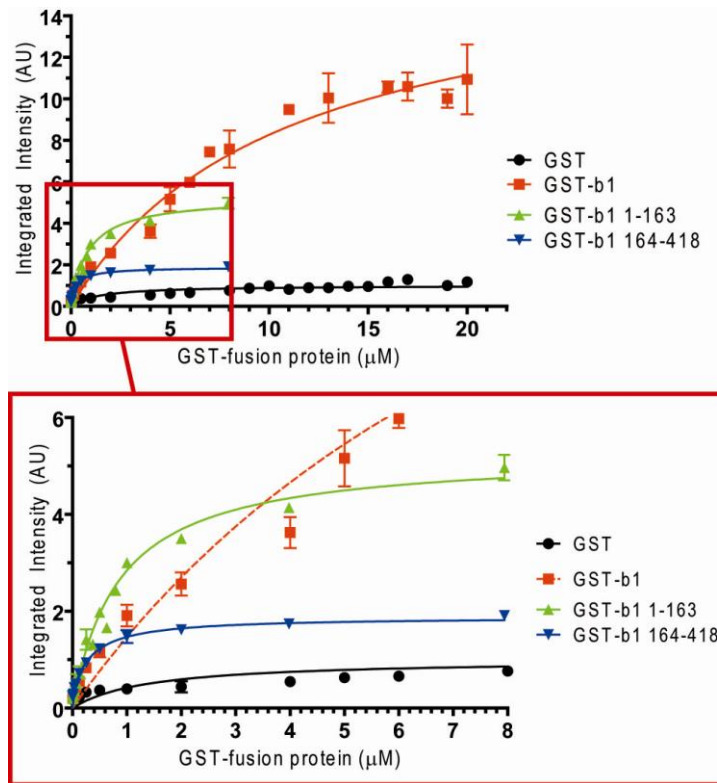 14
12
10
8
6
4
2
0
Integrated Intensity (AU)
0 5 10 15 20
GST-fusion protein (μM)
GST
GST-b1
GST-b1 1-163
GST-b1 164-418
6
4
2
0
Integrated Intensity (AU)
0 1 2 3 4 5 6 7 8
GST-fusion protein (μM)
GST
GST-b1
GST-b1 1-163
GST-b1 164-418